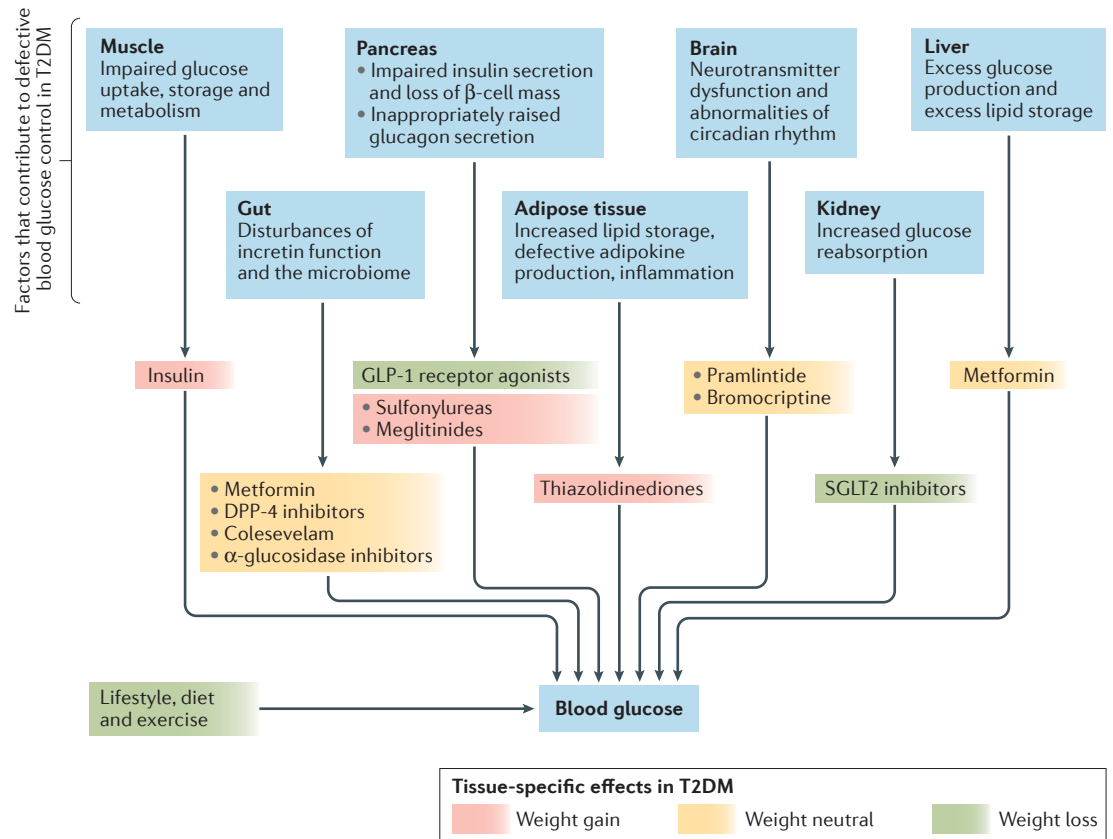 Factors that contribute to defective
blood glucose control in T2DM
Muscle
Impaired glucose
uptake, storage and
metabolism
Pancreas
• Impaired insulin secretion
and loss of β-cell mass
• Inappropriately raised
glucagon secretion
Brain
Neurotransmitter
dysfunction and
abnormalities of
circadian rhythm
Liver
Excess glucose
production and
excess lipid storage
Gut
Disturbances of
incretin function
and the microbiome
Adipose tissue
Increased lipid storage,
defective adipokine
production, inflammation
Kidney
Increased glucose
reabsorption
Insulin
GLP-1 receptor agonists
• Sulfonylureas
• Meglitinides
• Pramlintide
• Bromocriptine
Metformin
• Metformin
• DPP-4 inhibitors
• Colesevelam
• α-glucosidase inhibitors
Thiazolidinediones
SGLT2 inhibitors
Lifestyle, diet
and exercise
Blood glucose
Tissue-specific effects in T2DM
Weight gain
Weight neutral
Weight loss